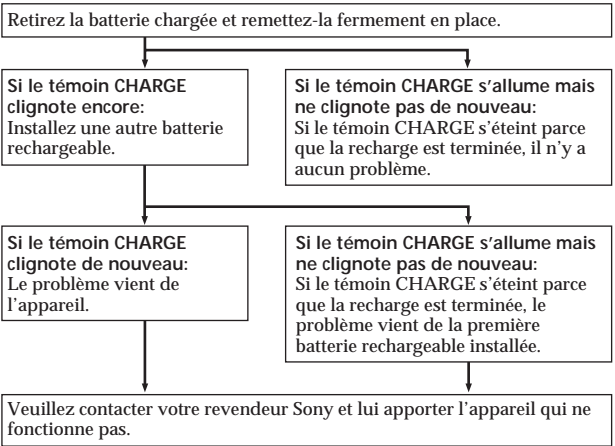 Retirez la batterie chargée et remettez-la fermement en place.
Si le témoin CHARGE
clignote encore:
Installez une autre batterie
rechargeable.
Si le témoin CHARGE s'allume mais
ne clignote pas de nouveau:
Si le témoin CHARGE s'éteint parce
que la recharge est terminée, il n'y a
aucun problème.
Si le témoin CHARGE
clignote de nouveau:
Le problème vient de
l'appareil.
Si le témoin CHARGE s'allume mais
ne clignote pas de nouveau:
Si le témoin CHARGE s'éteint parce
que la recharge est terminée, le
problème vient de la première
batterie rechargeable installée.
Veuillez contacter votre revendeur Sony et lui apporter l'appareil qui ne
fonctionne pas.